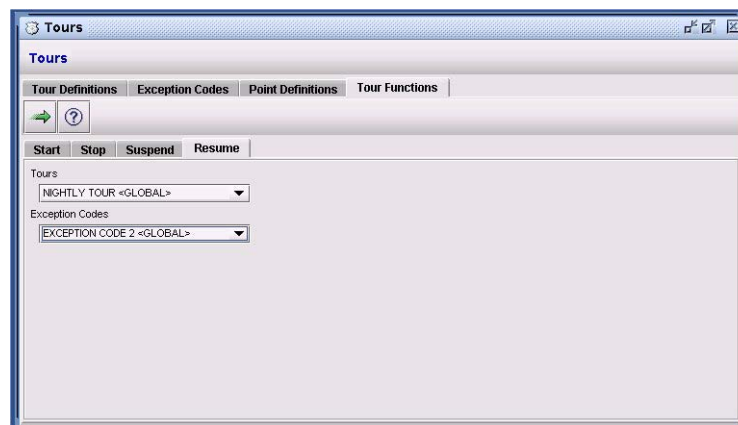 Tours
Tours
Tour Definitions Exception Codes Point Definitions Tour Functions
?
Start Stop Suspend Resume
Tours
NIGHTLY TOUR <GLOBAL>
Exception Codes
EXCEPTION CODE 2 <GLOBAL>